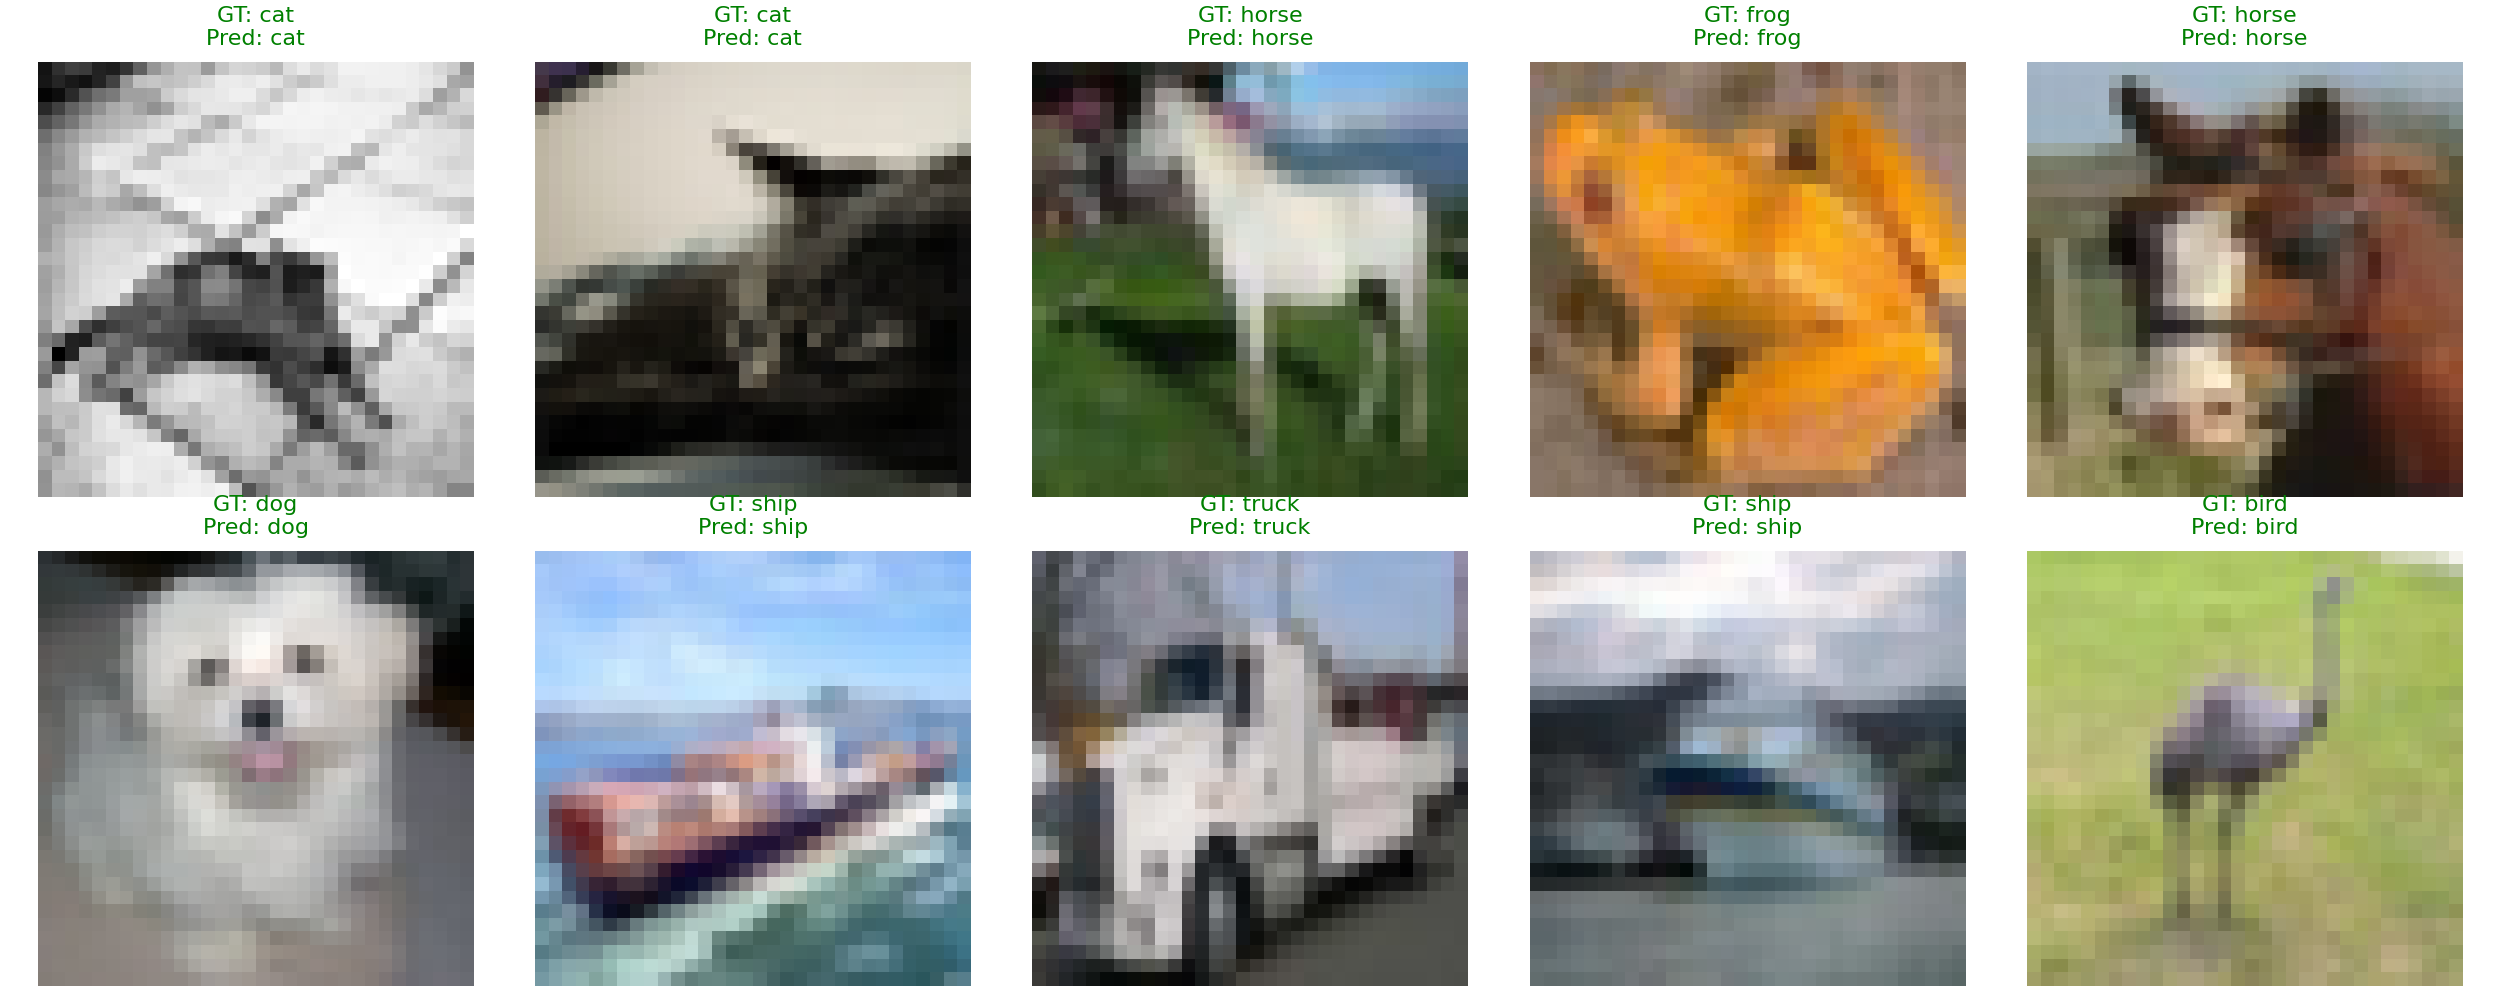 GT: cat
Pred: cat
GT: cat
Pred: cat
GT: horse
Pred: horse
GT: frog
Pred: frog
GT: horse
Pred: horse
GT: dog
Pred: dog
GT: ship
Pred: ship
GT: truck
Pred: truck
GT: ship
Pred: ship
GT: bird
Pred: bird